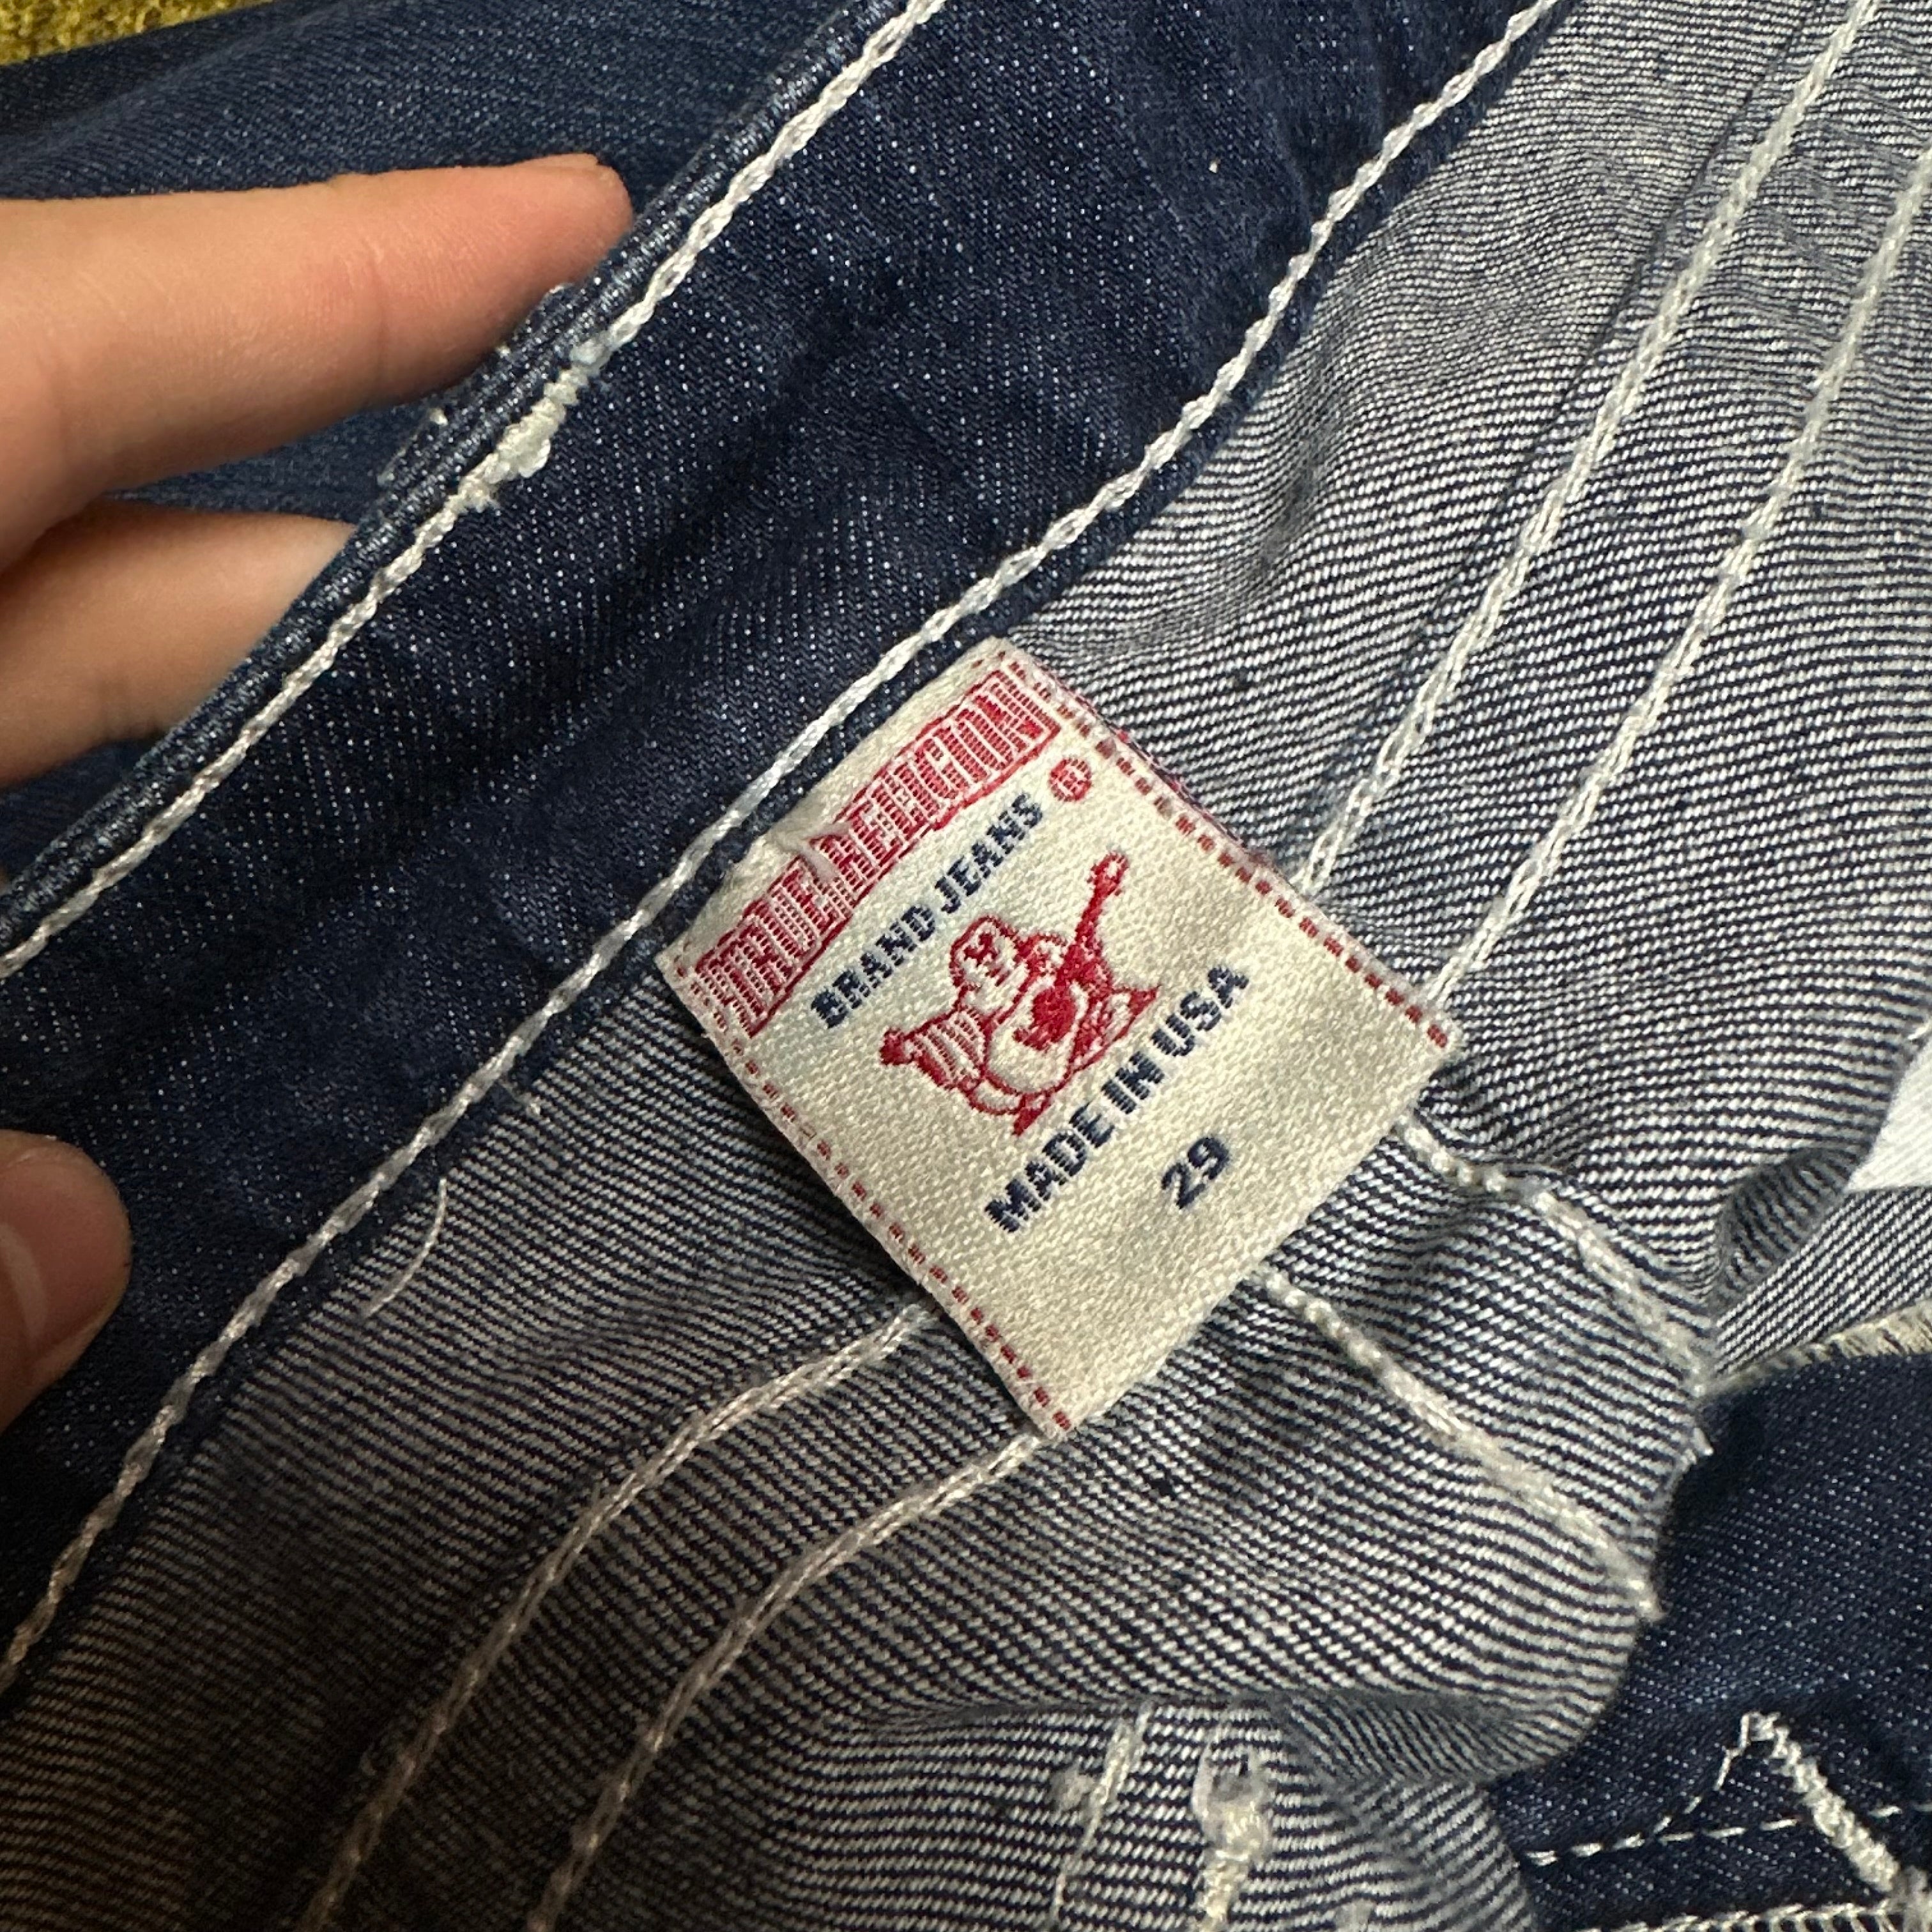 TRUE RELIGION
®
BRAND JEANS
MADE IN USA
29